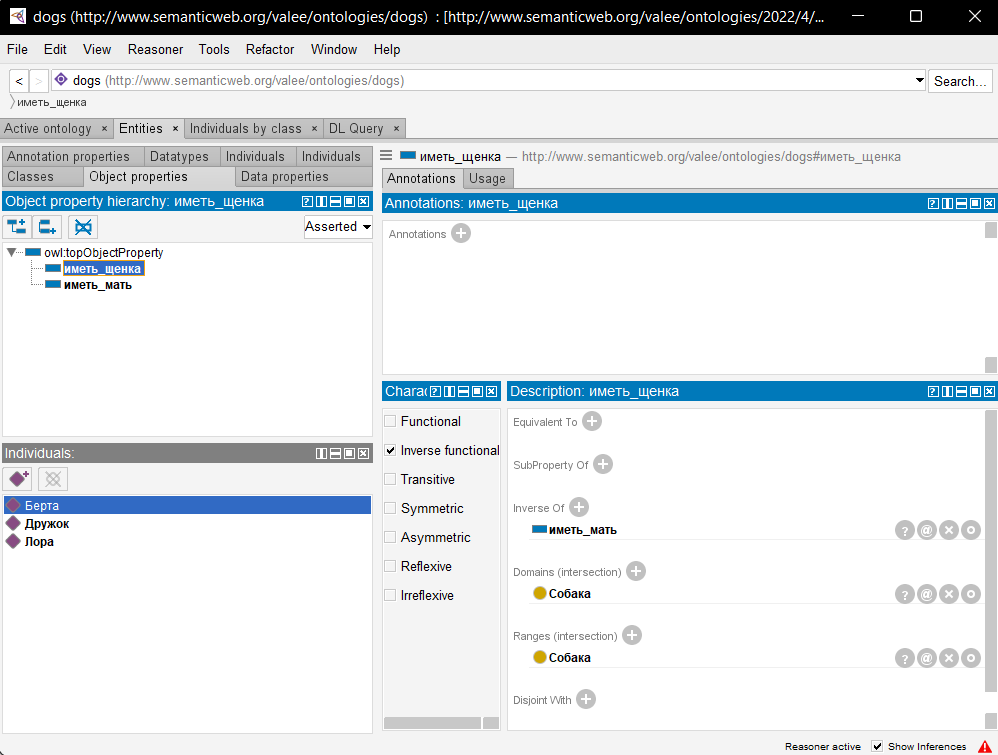 dogs (http://www.semanticweb.org/valee/ontologies/dogs) : [http://www.semanticweb.org/valee/ontologies/2022/4/...
File Edit View Reasoner Tools Refactor Window Help
< > dogs (http://www.semanticweb.org/valee/ontologies/dogs) Search...
иметь_щенка
Active ontology × Entities × Individuals by class × DL Query ×
Annotation properties Datatypes Individuals Individuals
Classes Object properties Data properties
Object property hierarchy: иметь_щенка
Asserted
owl:topObjectProperty
иметь_щенка
иметь_мать
Individuals:
Берта
Дружок
Лора
иметь_щенка — http://www.semanticweb.org/valee/ontologies/dogs#иметь_щенка
Annotations Usage
Annotations: иметь_щенка
Annotations
Charac
Functional
Inverse functional
Transitive
Symmetric
Asymmetric
Reflexive
Irreflexive
Description: иметь_щенка
Equivalent To
SubProperty Of
Inverse Of
иметь_мать
Domains (intersection)
Собака
Ranges (intersection)
Собака
Disjoint With
Reasoner active Show Inferences